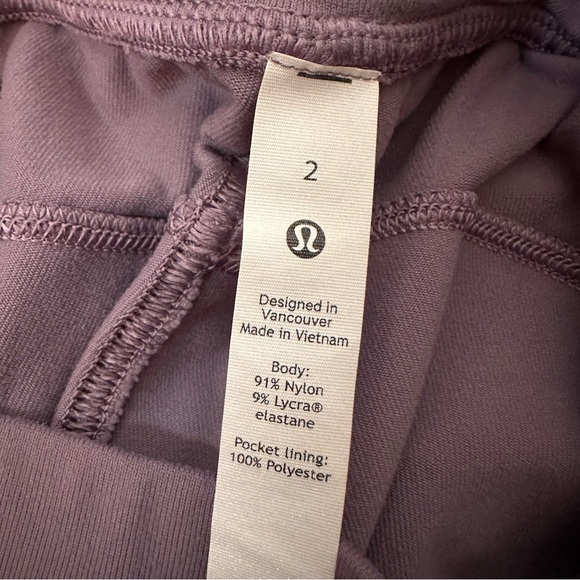 2
Designed in
Vancouver
Made in Vietnam
Body:
91% Nylon
9% Lycra®
elastane
Pocket lining:
100% Polyester